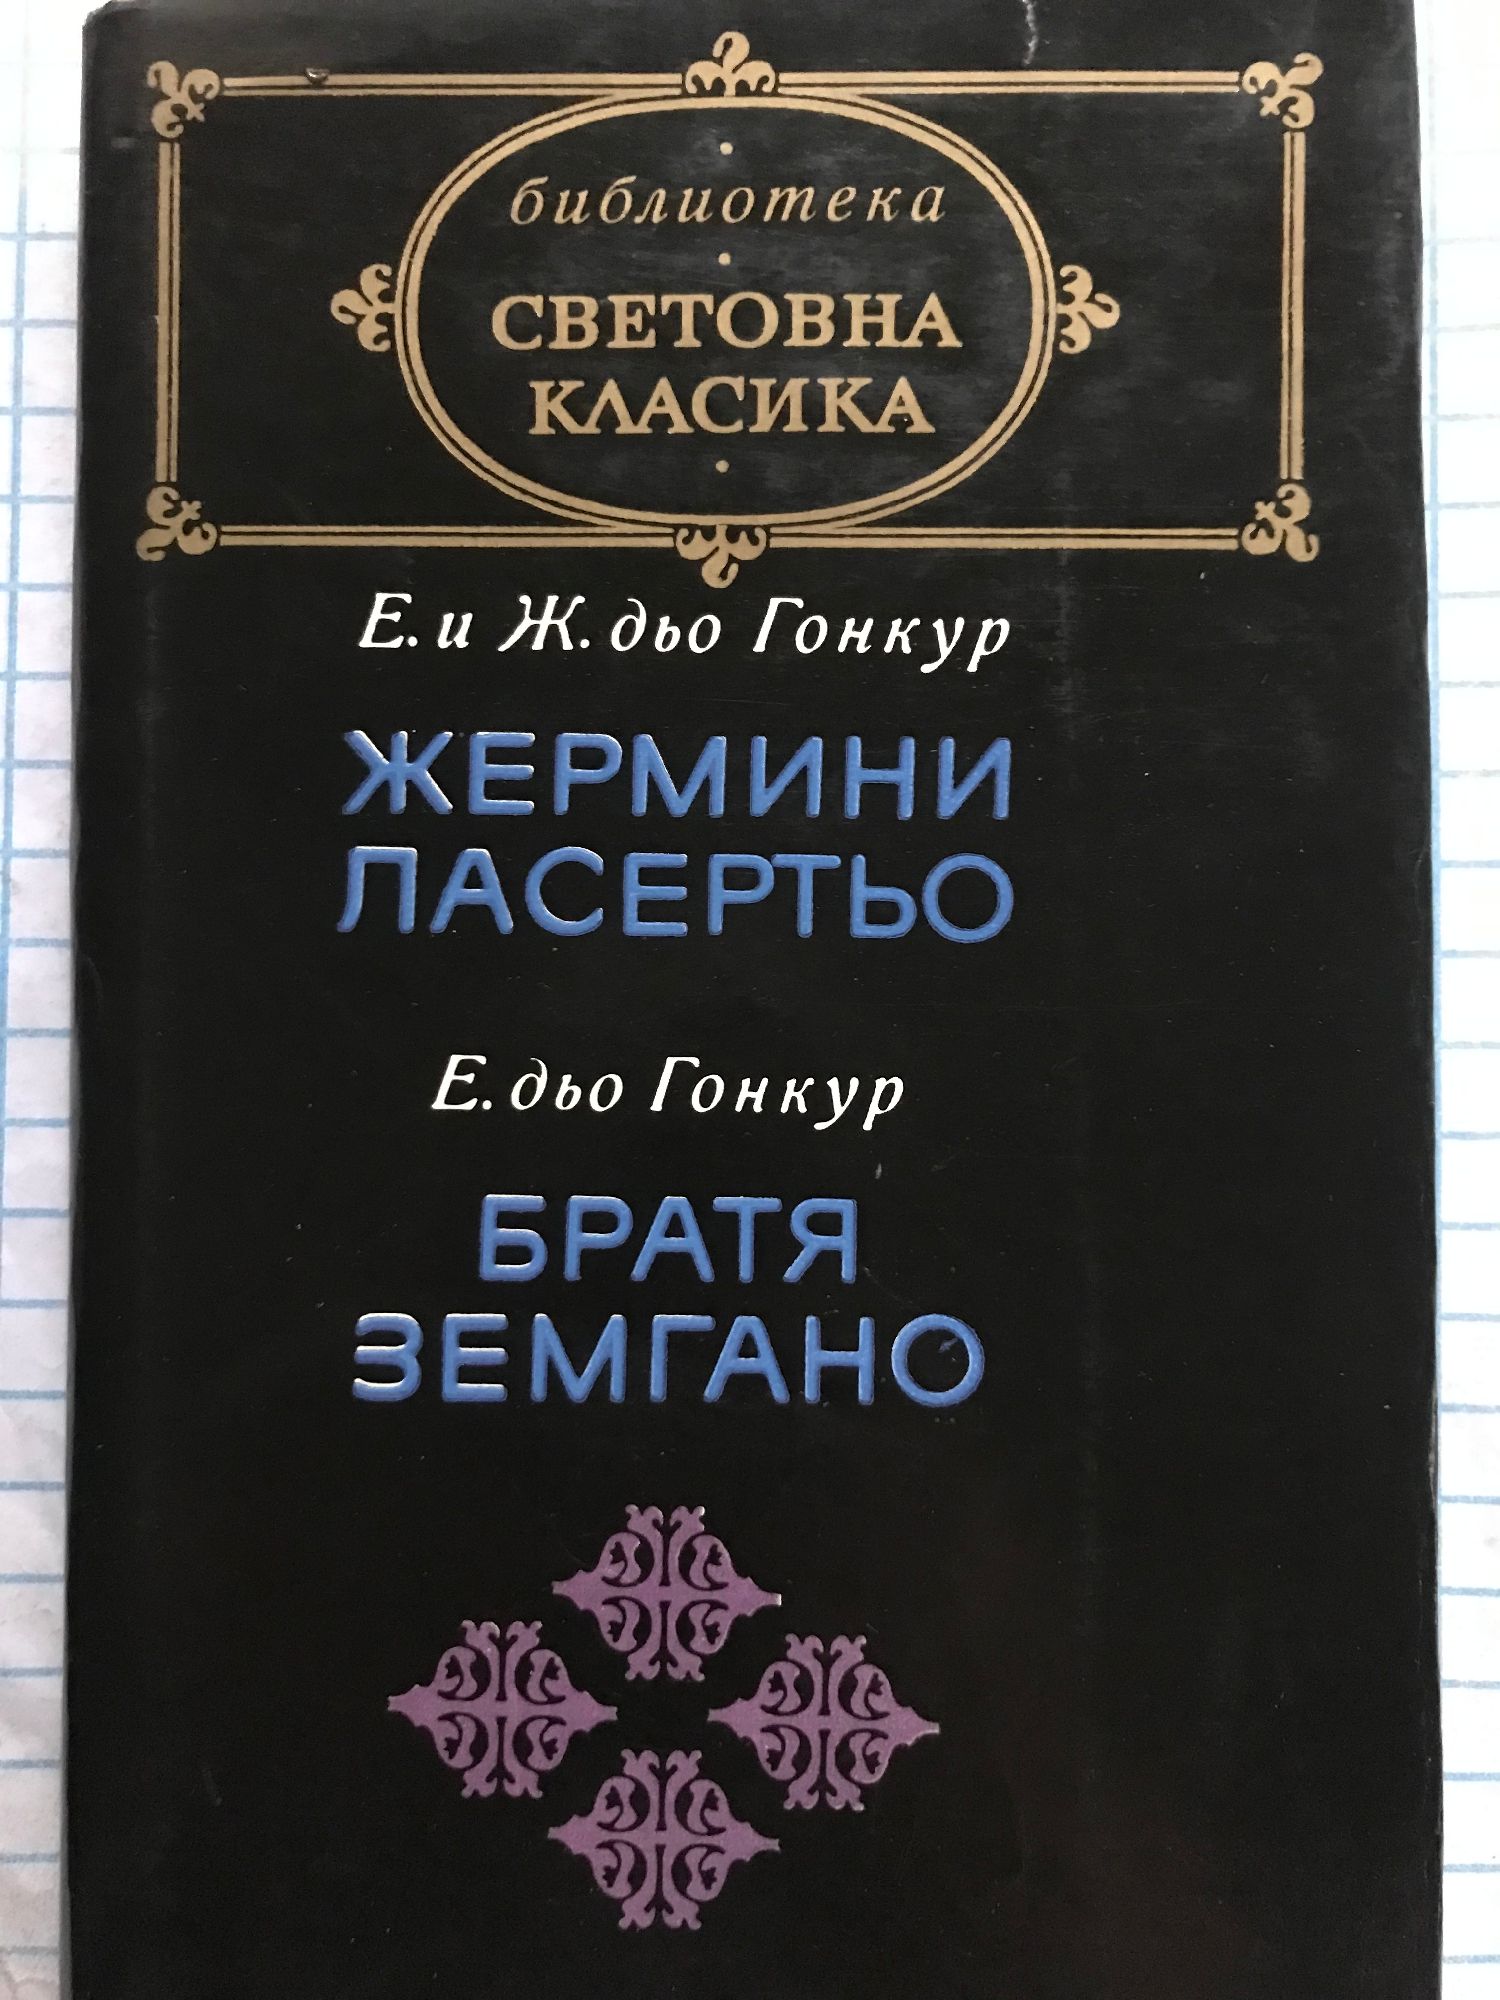 библиотека
СВЕТОВНА
КЛАСИКА
Е. и Ж. дьо Гонкур
ЖЕРМИНИ
ЛАСЕРТЬО
Е. дьо Гонкур
БРАТЯ
ЗЕМГАНО